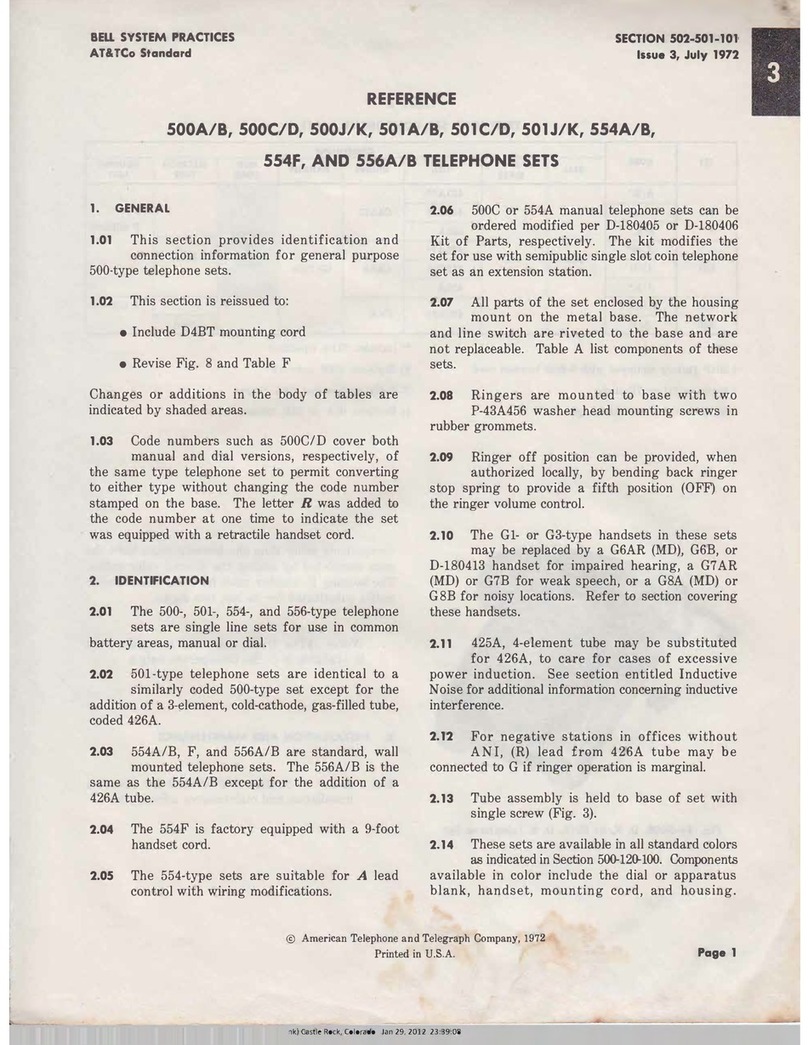 BELL SYSTEM PRACTICES
AT&TCo Standard
SECTION 502-501-101
Issue 3, July 1972
3
REFERENCE
500A/B, 500C/D, 500J/K, 501A/B, 501C/D, 501J/K, 554A/B,
554F, AND 556A/B TELEPHONE SETS
1. GENERAL
1.01 This section provides identification and
connection information for general purpose
500-type telephone sets.
1.02 This section is reissued to:
● Include D4BT mounting cord
● Revise Fig. 8 and Table F
Changes or additions in the body of tables are
indicated by shaded areas.
1.03 Code numbers such as 500C/D cover both
manual and dial versions, respectively, of
the same type telephone set to permit converting
to either type without changing the code number
stamped on the base. The letter R was added to
the code number at one time to indicate the set
was equipped with a retractile handset cord.
2. IDENTIFICATION
2.01 The 500-, 501-, 554-, and 556-type telephone
sets are single line sets for use in common
battery areas, manual or dial.
2.02 501-type telephone sets are identical to a
similarly coded 500-type set except for the
addition of a 3-element, cold-cathode, gas-filled tube,
coded 426A.
2.03 554A/B, F, and 556A/B are standard, wall
mounted telephone sets. The 556A/B is the
same as the 554A/B except for the addition of a
426A tube.
2.04 The 554F is factory equipped with a 9-foot
handset cord.
2.05 The 554-type sets are suitable for A lead
control with wiring modifications.
2.06 500C or 554A manual telephone sets can be
ordered modified per D-180405 or D-180406
Kit of Parts, respectively. The kit modifies the
set for use with semipublic single slot coin telephone
set as an extension station.
2.07 All parts of the set enclosed by the housing
mount on the metal base. The network
and line switch are riveted to the base and are
not replaceable. Table A list components of these
sets.
2.08 Ringers are mounted to base with two
P-43A456 washer head mounting screws in
rubber grommets.
2.09 Ringer off position can be provided, when
authorized locally, by bending back ringer
stop spring to provide a fifth position (OFF) on
the ringer volume control.
2.10 The G1- or G3-type handsets in these sets
may be replaced by a G6AR (MD), G6B, or
D-180413 handset for impaired hearing, a G7AR
(MD) or G7B for weak speech, or a G8A (MD) or
G8B for noisy locations. Refer to section covering
these handsets.
2.11 425A, 4-element tube may be substituted
for 426A, to care for cases of excessive
power induction. See section entitled Inductive
Noise for additional information concerning inductive
interference.
2.12 For negative stations in offices without
ANI, (R) lead from 426A tube may be
connected to G if ringer operation is marginal.
2.13 Tube assembly is held to base of set with
single screw (Fig. 3).
2.14 These sets are available in all standard colors
as indicated in Section 500-120-100. Components
available in color include the dial or apparatus
blank, handset, mounting cord, and housing.
© American Telephone and Telegraph Company, 1972
Printed in U.S.A.
Page 1
nk) Castle Rock, Colorado Jan 29, 2012 23:39:08